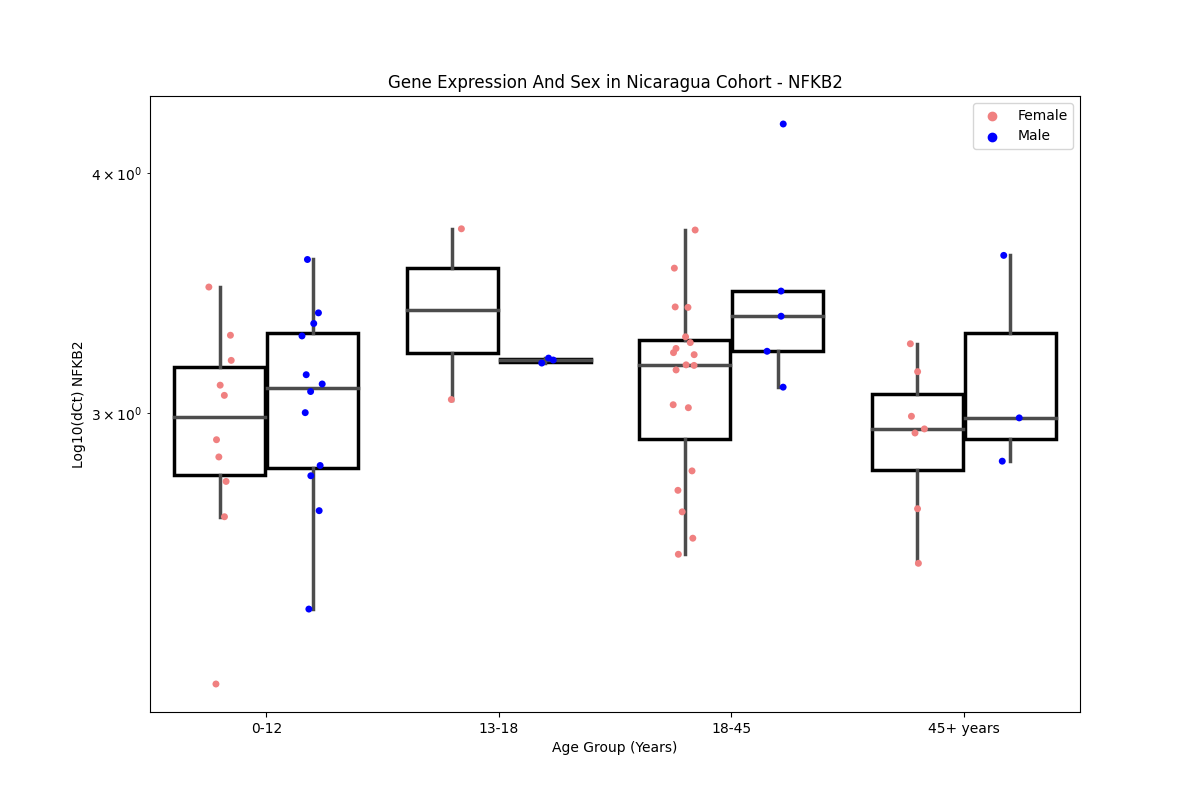 Gene Expression And Sex in Nicaragua Cohort - NFKB2
Female
Male
4 × 10⁰
3 × 10⁰
Log10(dCt) NFKB2
0-12
13-18
18-45
45+ years
Age Group (Years)